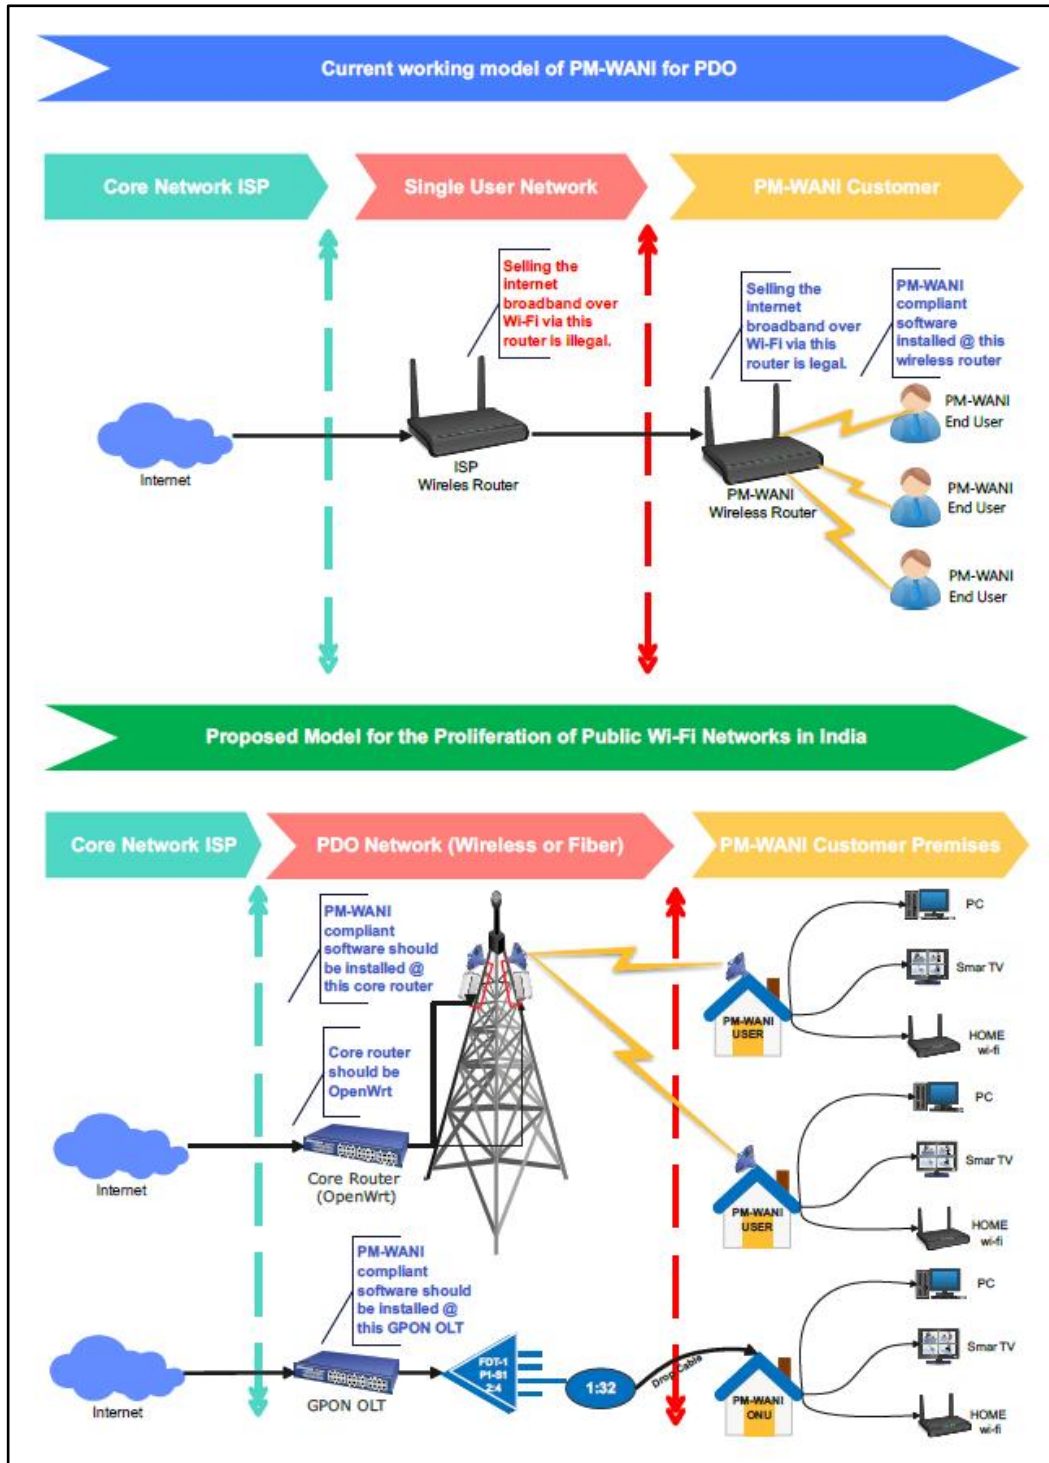 Current working model of PM-WANI for PDO
Core Network ISP
Single User Network
PM-WANI Customer
Selling the
internet
broadband over
Wi-Fi via this
router is illegal.
Selling the
internet
broadband over
Wi-Fi via this
router is legal.
PM-WANI
compliant
software
installed @ this
wireless router
Internet
ISP
Wireles Router
PM-WANI
Wireless Router
PM-WANI
End User
PM-WANI
End User
PM-WANI
End User
Proposed Model for the Proliferation of Public Wi-Fi Networks in India
Core Network ISP
PDO Network (Wireless or Fiber)
PM-WANI Customer Premises
PM-WANI
compliant
software should
be installed @
this core router
Core router
should be
OpenWrt
Internet
Core Router
(OpenWrt)
PM-WANI
USER
PC
Smar TV
HOME
wi-fi
PM-WANI
USER
PC
Smar TV
HOME
wi-fi
PM-WANI
compliant
software should
be installed @
this GPON OLT
Internet
GPON OLT
FDT-1
P1-S1
2:4
1:32
Drop Cable
PM-WANI
ONU
PC
Smar TV
HOME
wi-fi